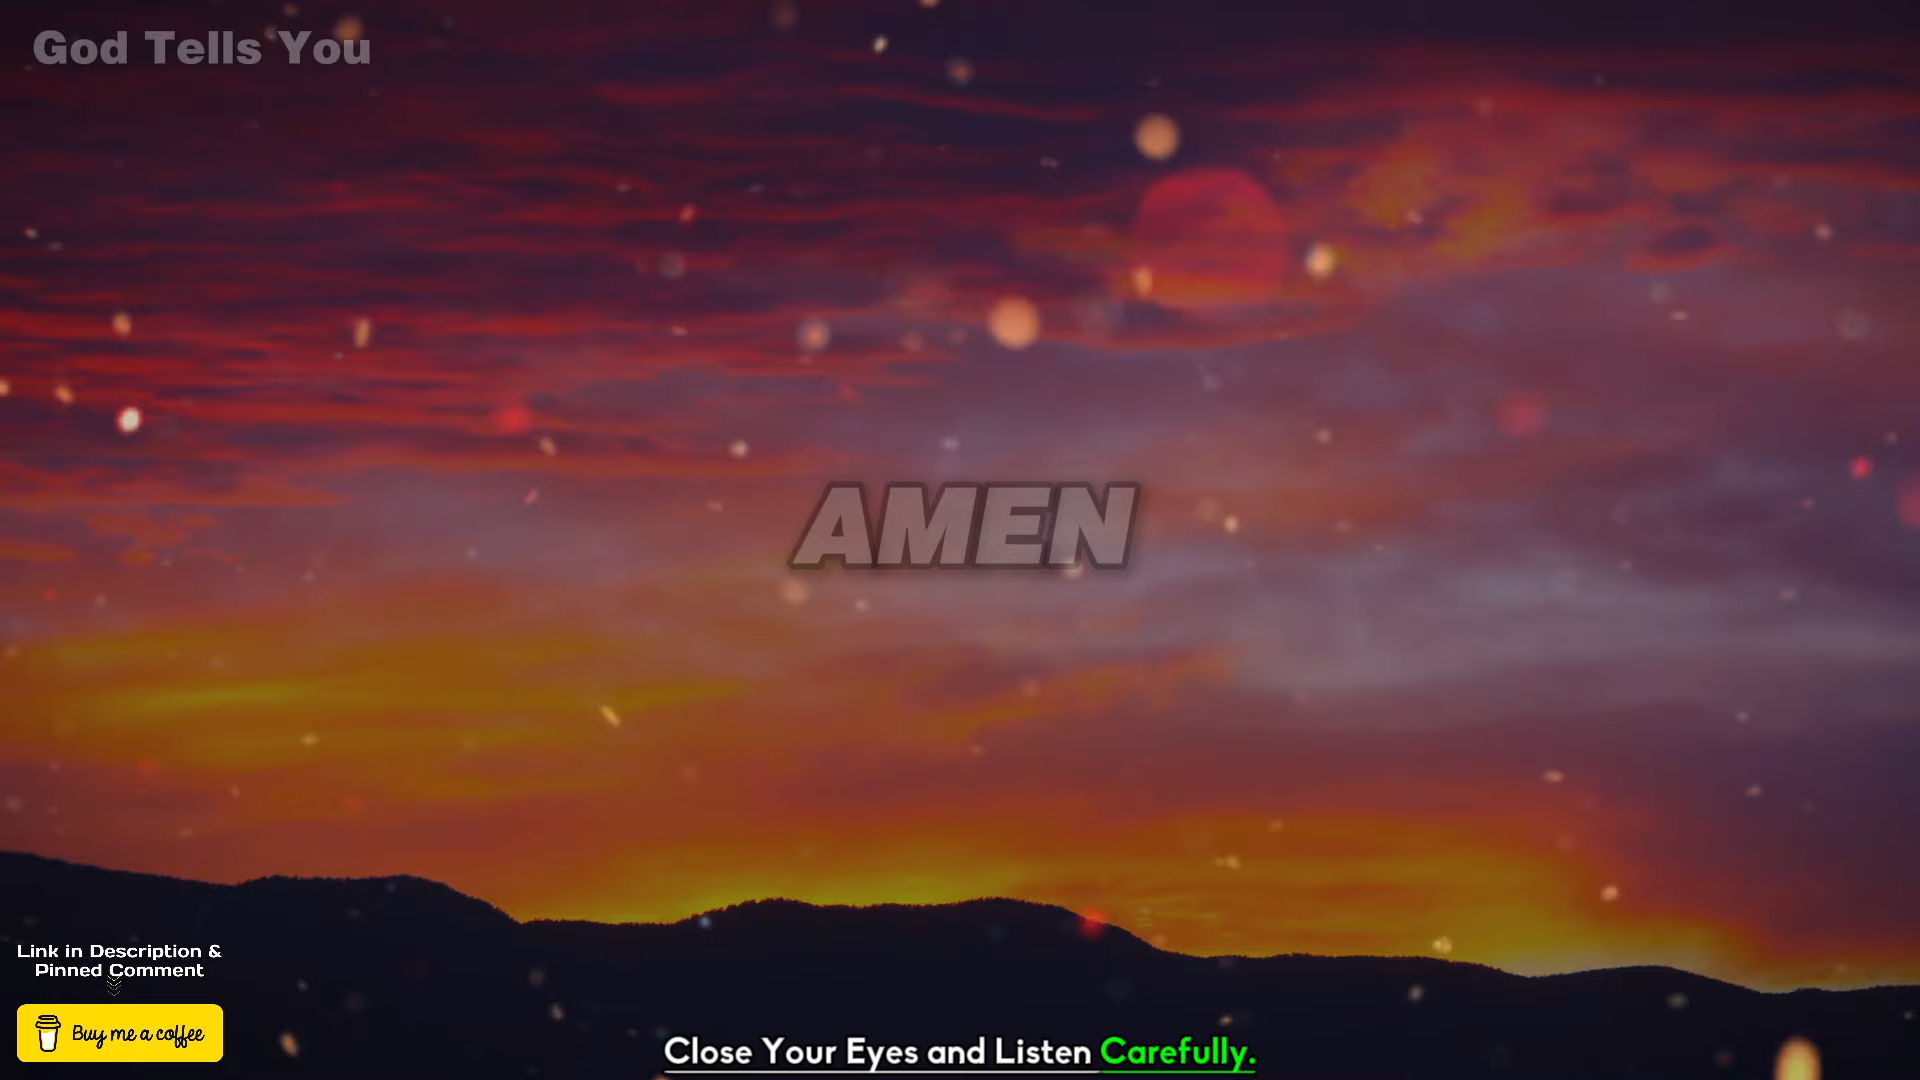 God Tells You
AMEN
Link in Description &
Pinned Comment
Buy me a coffee
Close Your Eyes and Listen Carefully.